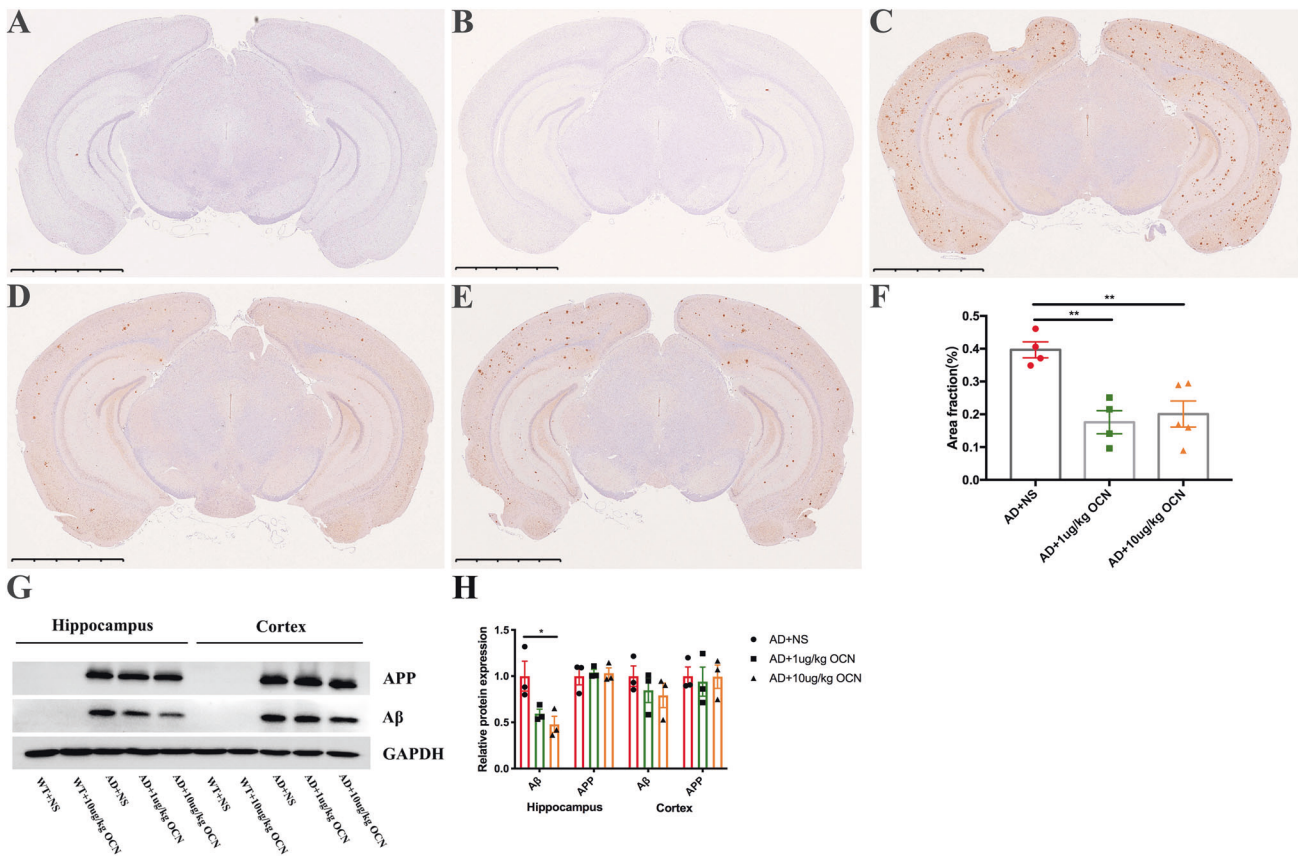 A
B
C
D
E
F
Area fraction(%)
0.5
0.4
0.3
0.2
0.1
0.0
**
**
AD+NS
AD+1ug/kg OCN
AD+10ug/kg OCN
G
Hippocampus
Cortex
APP
Aβ
GAPDH
WT+NS
WT+10ug/kg OCN
AD+NS
AD+1ug/kg OCN
AD+10ug/kg OCN
WT+NS
WT+10ug/kg OCN
AD+NS
AD+1ug/kg OCN
AD+10ug/kg OCN
H
Relative protein expression
1.5
1.0
0.5
0.0
*
Aβ
APP
Aβ
APP
Hippocampus
Cortex
AD+NS
AD+1ug/kg OCN
AD+10ug/kg OCN